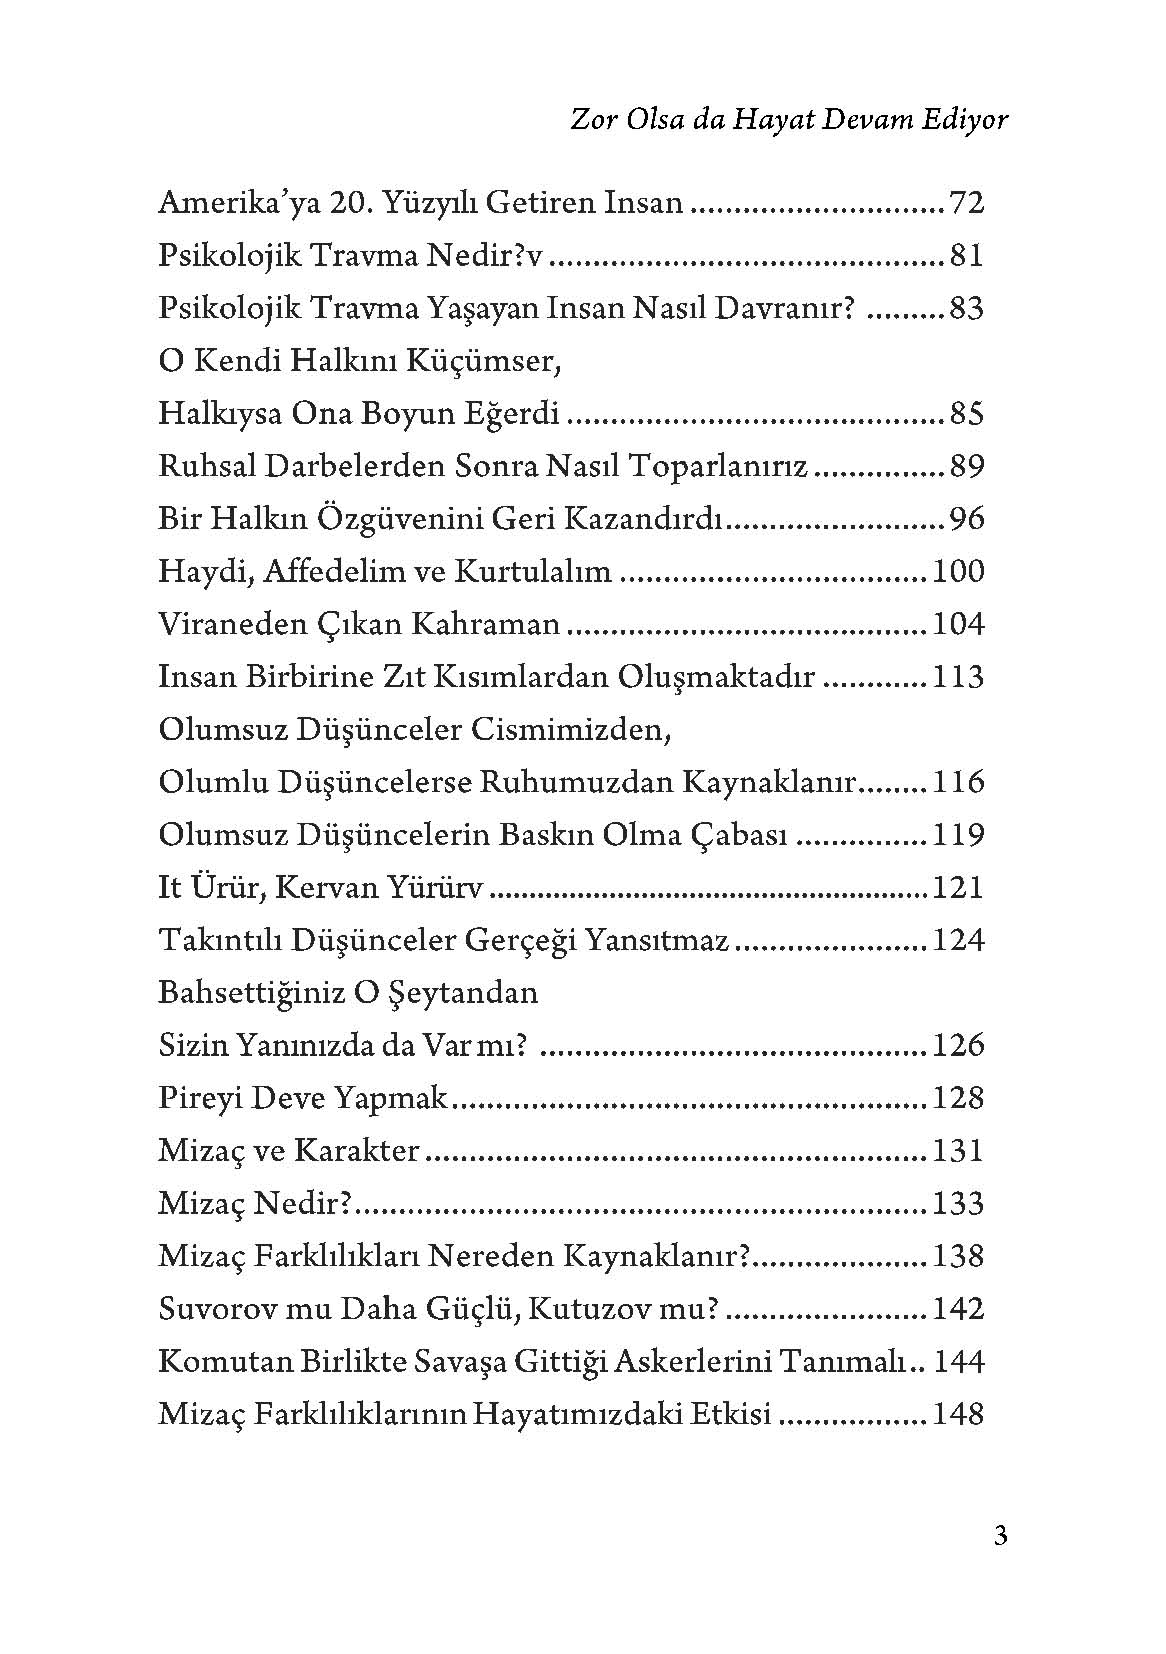 Zor Olsa da Hayat Devam Ediyor
Amerika’ya 20. Yüzyılı Getiren Insan ............................. 72
Psikolojik Travma Nedir?v ............................................. 81
Psikolojik Travma Yaşayan Insan Nasıl Davranır? ......... 83
O Kendi Halkını Küçümser,
Halkıysa Ona Boyun Eğerdi ........................................... 85
Ruhsal Darbelerden Sonra Nasıl Toparlanırız ............... 89
Bir Halkın Özgüvenini Geri Kazandırdı......................... 96
Haydi, Affedelim ve Kurtulalım ................................... 100
Viraneden Çıkan Kahraman ......................................... 104
Insan Birbirine Zıt Kısımlardan Oluşmaktadır ............ 113
Olumsuz Düşünceler Cismimizden,
Olumlu Düşüncelerse Ruhumuzdan Kaynaklanır........ 116
Olumsuz Düşüncelerin Baskın Olma Çabası ............... 119
It Ürür, Kervan Yürürv ....................................................... 121
Takıntılı Düşünceler Gerçeği Yansıtmaz ...................... 124
Bahsettiğiniz O Şeytandan
Sizin Yanınızda da Var mı? ............................................ 126
Pireyi Deve Yapmak...................................................... 128
Mizaç ve Karakter ......................................................... 131
Mizaç Nedir?................................................................. 133
Mizaç Farklılıkları Nereden Kaynaklanır?.................... 138
Suvorov mu Daha Güçlü, Kutuzov mu? ....................... 142
Komutan Birlikte Savaşa Gittiği Askerlerini Tanımalı.. 144
Mizaç Farklılıklarının Hayatımızdaki Etkisi ................. 148
3